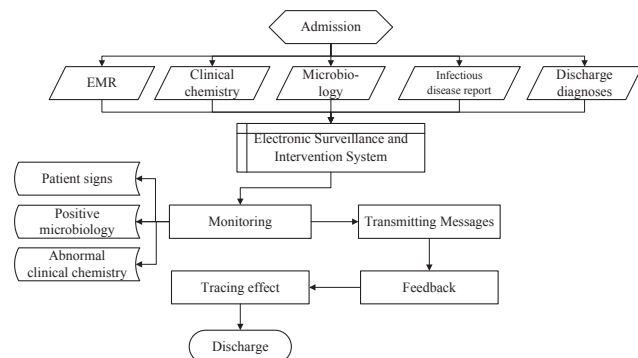 Admission
EMR
Clinical
chemistry
Microbio-
logy
Infectious
disease report
Discharge
diagnoses
Electronic Surveillance and
Intervention System
Patient signs
Positive
microbiology
Abnormal
clinical chemistry
Monitoring
Transmitting Messages
Tracing effect
Feedback
Discharge